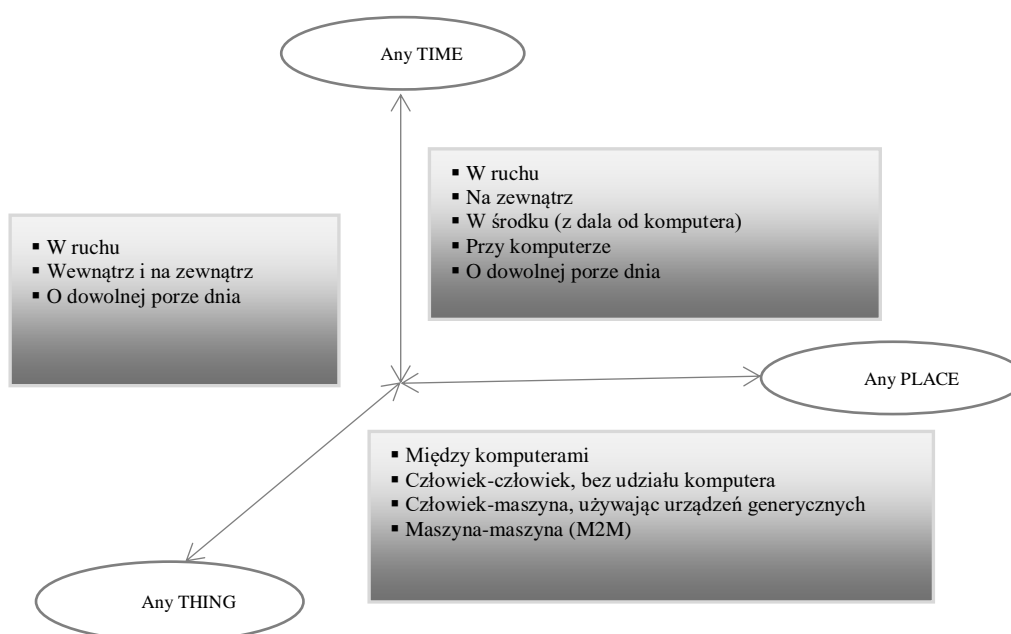 Any TIME
▪ W ruchu
▪ Na zewnątrz
▪ W środku (z dala od komputera)
▪ Przy komputerze
▪ O dowolnej porze dnia
▪ W ruchu
▪ Wewnątrz i na zewnątrz
▪ O dowolnej porze dnia
Any PLACE
▪ Między komputerami
▪ Człowiek-człowiek, bez udziału komputera
▪ Człowiek-maszyna, używając urządzeń generycznych
▪ Maszyna-maszyna (M2M)
Any THING